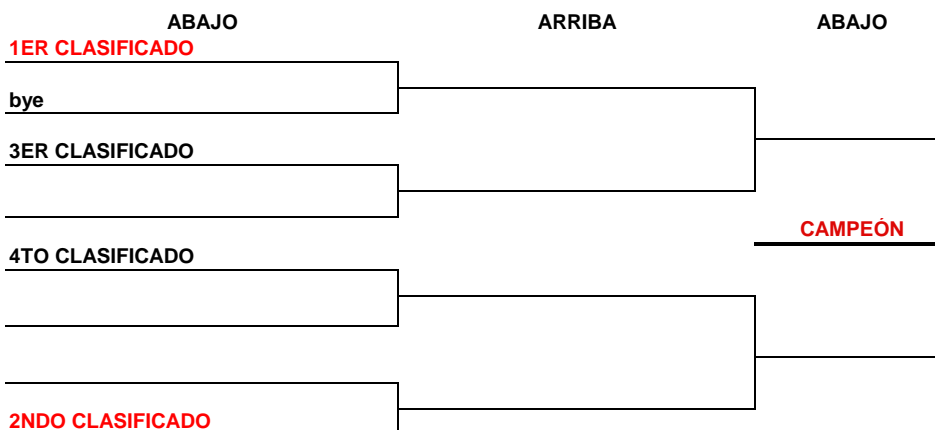 ABAJO ARRIBA ABAJO
1ER CLASIFICADO
bye
3ER CLASIFICADO
CAMPEÓN
4TO CLASIFICADO
2NDO CLASIFICADO